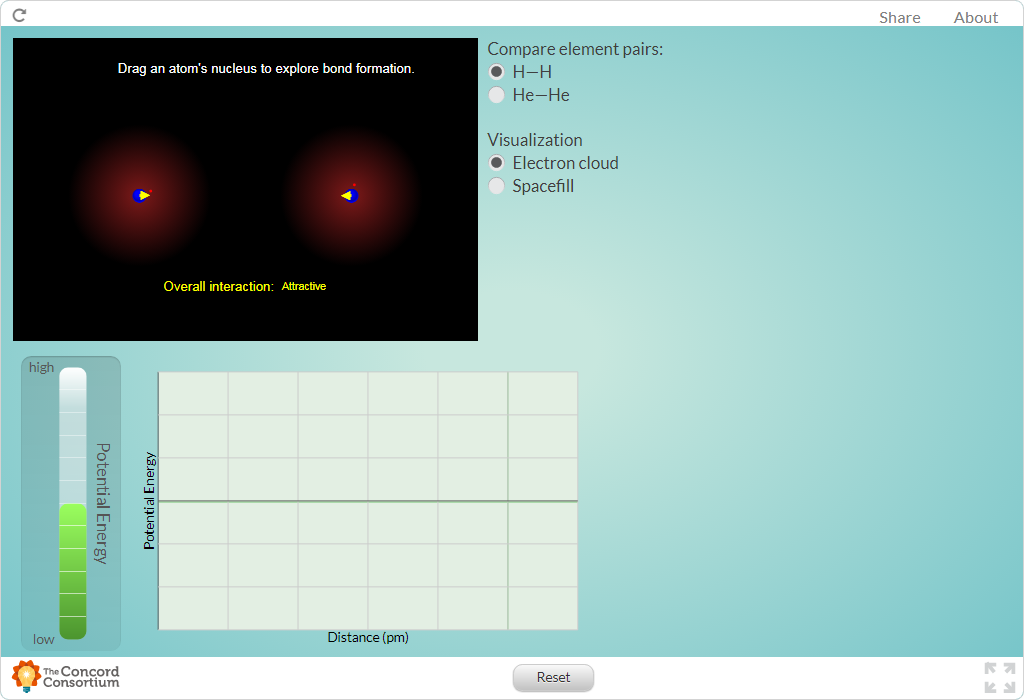 Share About
Drag an atom's nucleus to explore bond formation.
Overall interaction: Attractive
Compare element pairs:
H—H
He—He
Visualization
Electron cloud
Spacefill
high
low
Potential Energy
Potential Energy
Distance (pm)
The Concord
Consortium
Reset